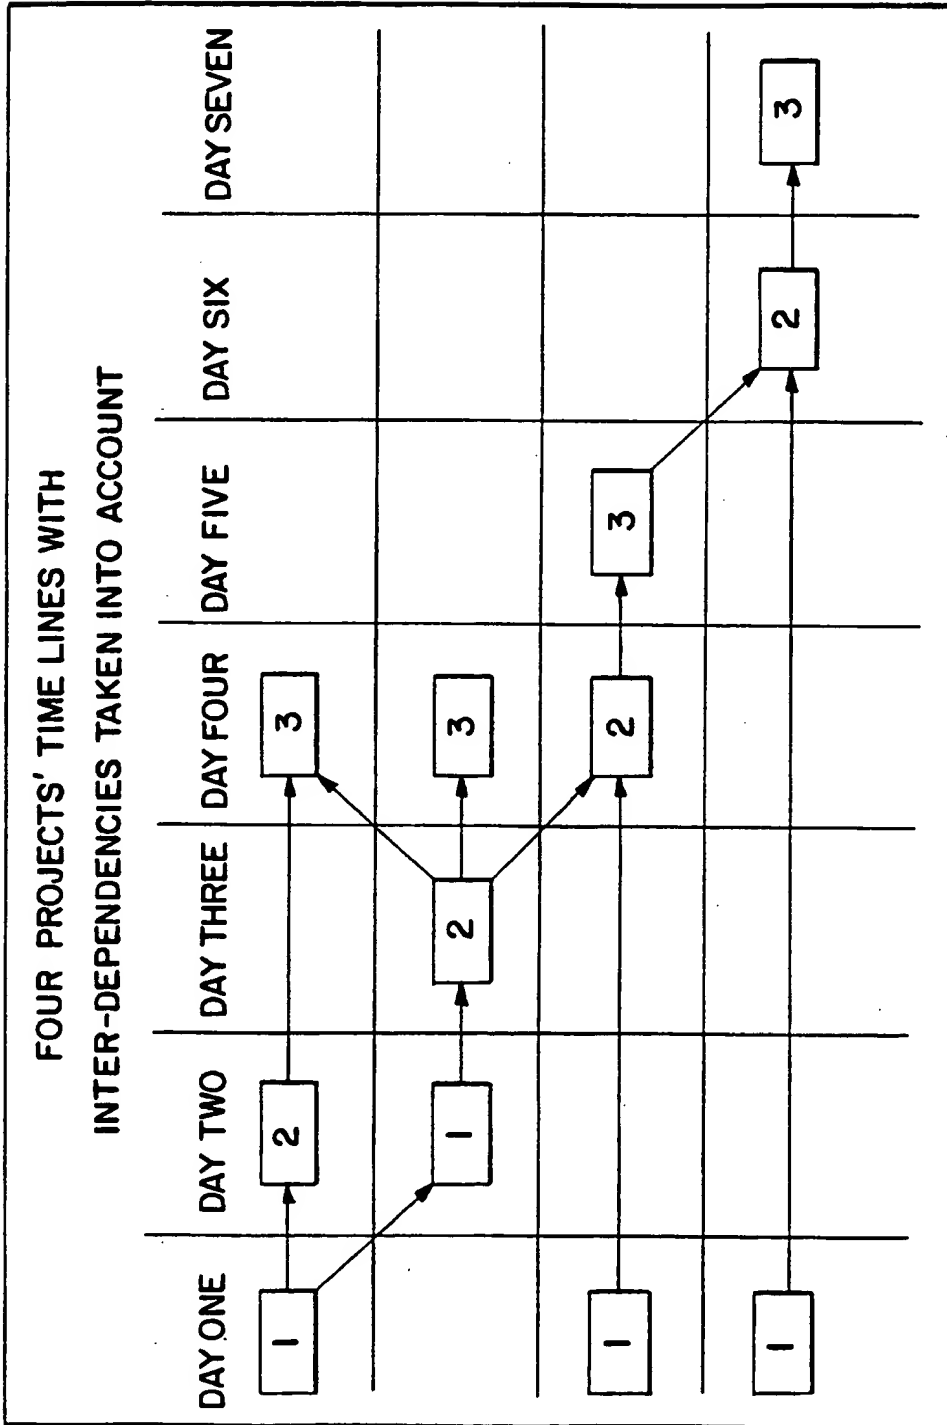 FOUR PROJECTS' TIME LINES WITH
INTER-DEPENDENCIES TAKEN INTO ACCOUNT
DAY ONE DAY TWO DAY THREE DAY FOUR DAY FIVE DAY SIX DAY SEVEN
1 2 3
1 2 3
1 2 3
1 2 3